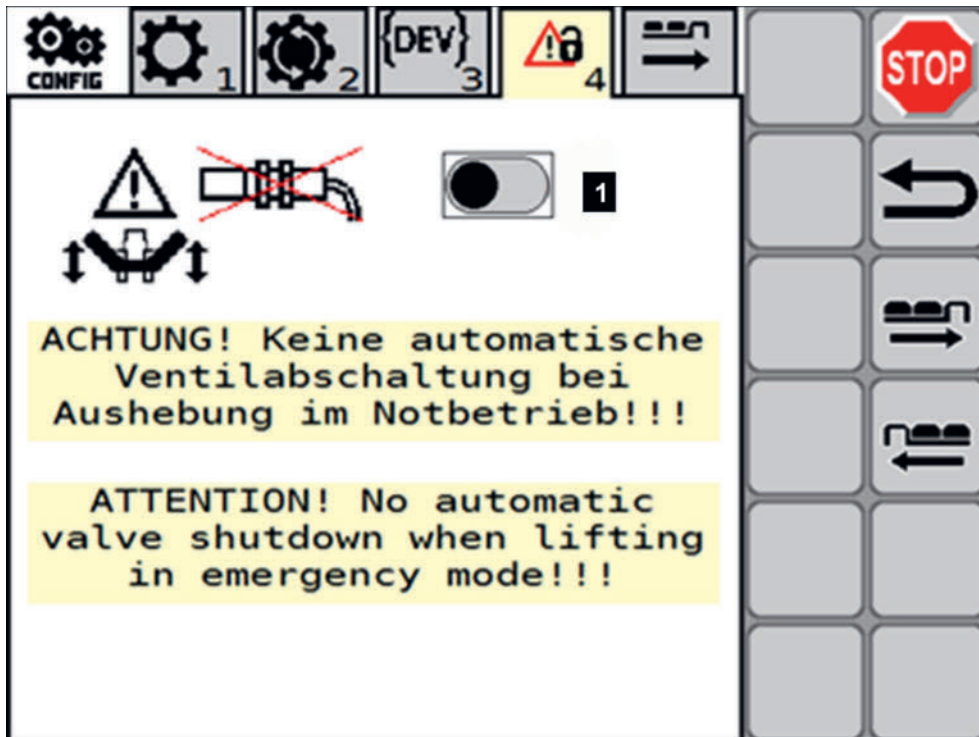 CONFIG
1
2
{DEV}
3
4
STOP
1
ACHTUNG! Keine automatische
Ventilabschaltung bei
Aushebung im Notbetrieb!!!
ATTENTION! No automatic
valve shutdown when lifting
in emergency mode!!!